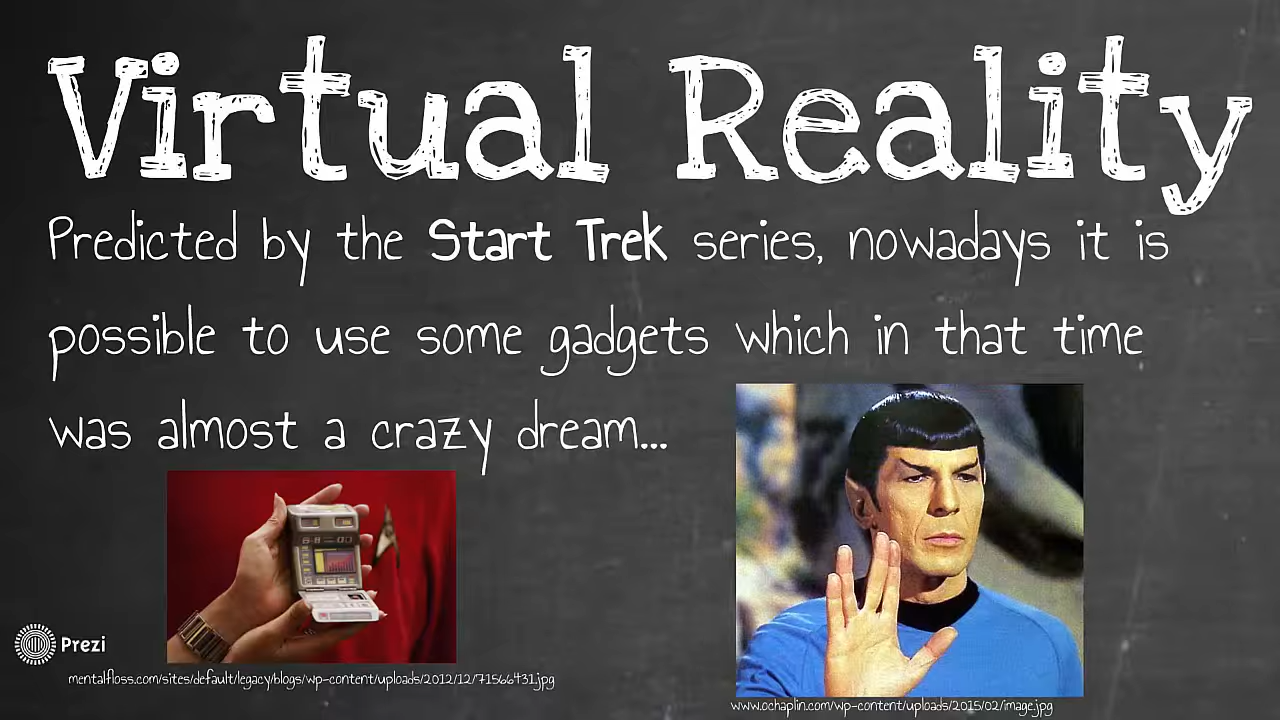 Virtual Reality
Predicted by the Start Trek series, nowadays it is
possible to use some gadgets which in that time
was almost a crazy dream...
Prezi
mentalfloss.com/sites/default/legacy/blogs/wp-content/uploads/2012/12/71566431.jpg
www.ochaplin.com/wp-content/uploads/2015/02/image.jpg